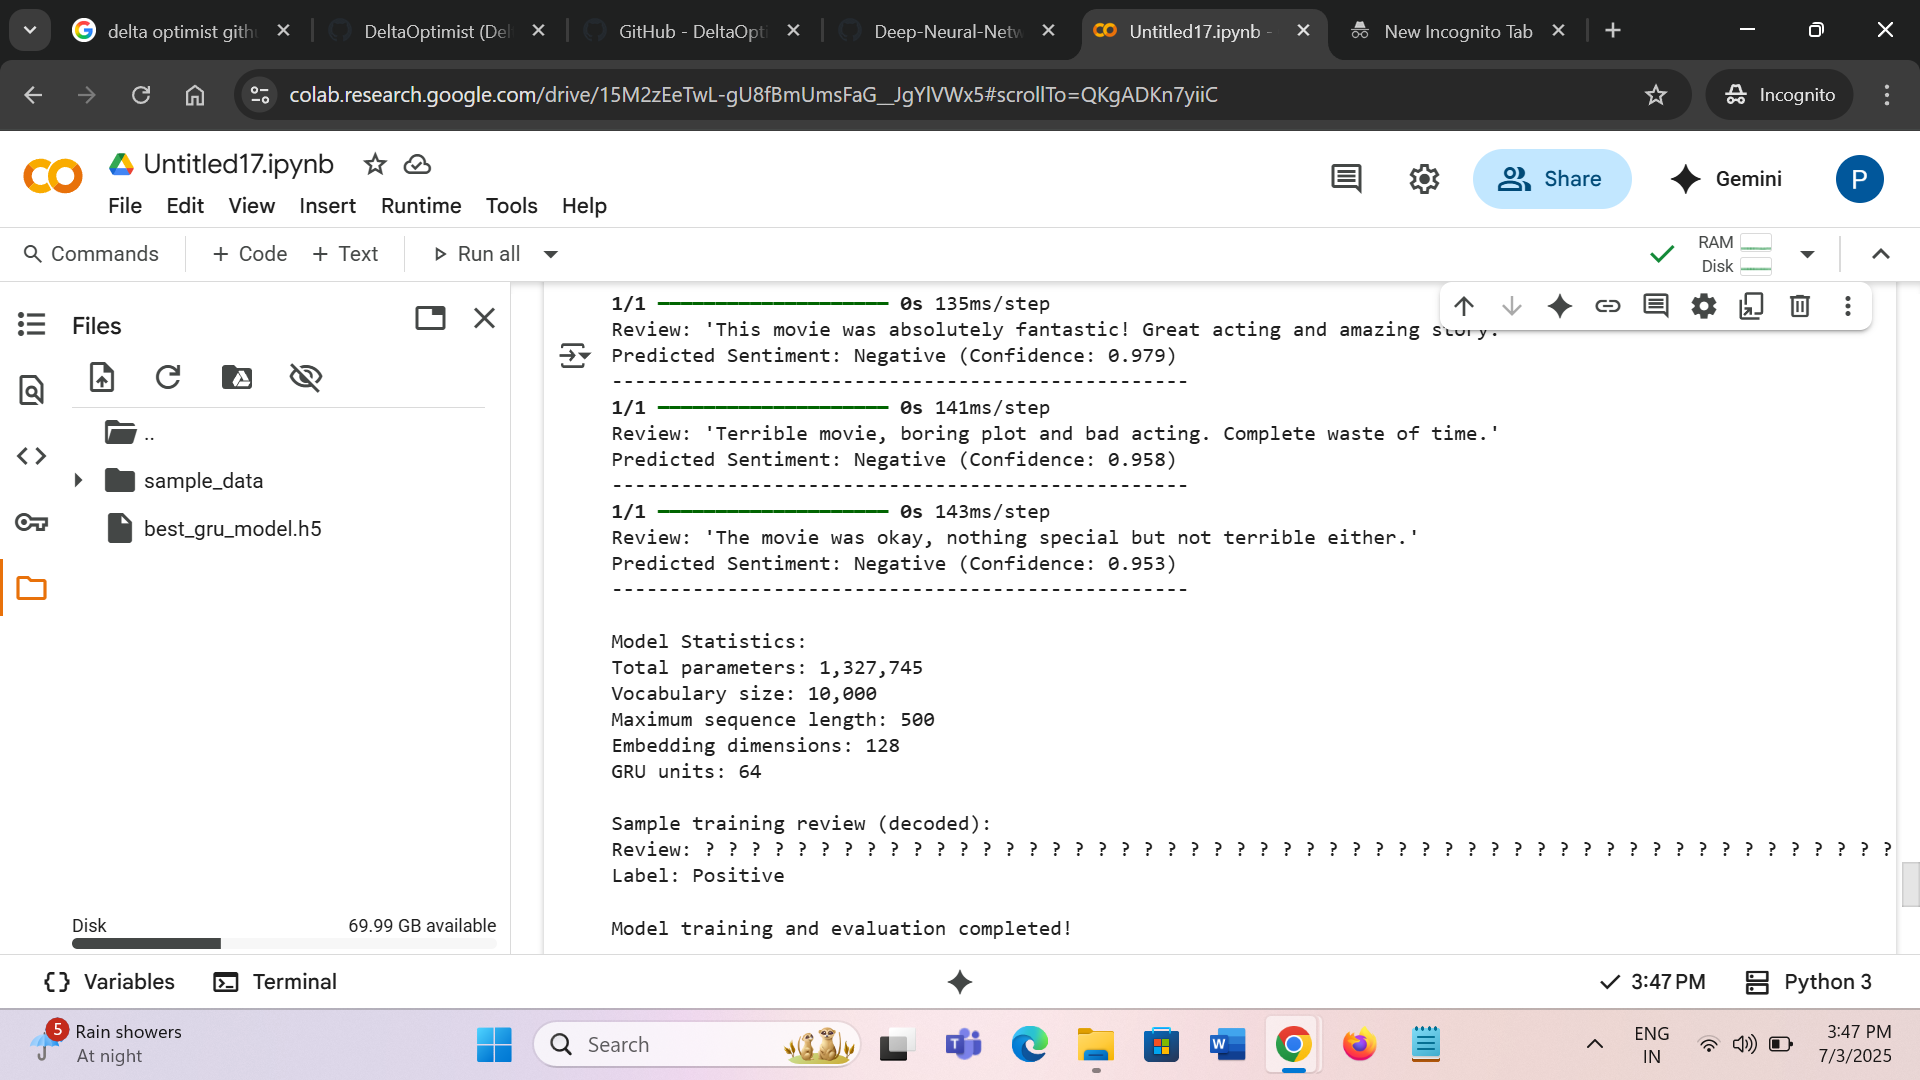 delta optimist gith
DeltaOptimist (Del
GitHub - DeltaOpti
Deep-Neural-Netw
Untitled17.ipynb -
New Incognito Tab
colab.research.google.com/drive/15M2zEeTwL-gU8fBmUmsFaG__JgYlVWx5#scrollTo=QKgADKn7yiiC
Incognito
Untitled17.ipynb
Share
Gemini
P
File Edit View Insert Runtime Tools Help
Commands
+ Code + Text
Run all
RAM
Disk
Files
..
sample_data
best_gru_model.h5
Disk
69.99 GB available
1/1 ━━━━━━━━━━━━━━━━━━━━ 0s 135ms/step
Review: 'This movie was absolutely fantastic! Great acting and amazing story.'
Predicted Sentiment: Negative (Confidence: 0.979)
--------------------------------------------------
1/1 ━━━━━━━━━━━━━━━━━━━━ 0s 141ms/step
Review: 'Terrible movie, boring plot and bad acting. Complete waste of time.'
Predicted Sentiment: Negative (Confidence: 0.958)
--------------------------------------------------
1/1 ━━━━━━━━━━━━━━━━━━━━ 0s 143ms/step
Review: 'The movie was okay, nothing special but not terrible either.'
Predicted Sentiment: Negative (Confidence: 0.953)
--------------------------------------------------
Model Statistics:
Total parameters: 1,327,745
Vocabulary size: 10,000
Maximum sequence length: 500
Embedding dimensions: 128
GRU units: 64
Sample training review (decoded):
Review: ? ? ? ? ? ? ? ? ? ? ? ? ? ? ? ? ? ? ? ? ? ? ? ? ? ? ? ? ? ? ? ? ? ? ? ? ? ? ? ? ? ? ? ? ? ? ? ? ? ? ? ?
Label: Positive
Model training and evaluation completed!
Variables
Terminal
3:47 PM
Python 3
5
Rain showers
At night
Search
ENG
IN
3:47 PM
7/3/2025